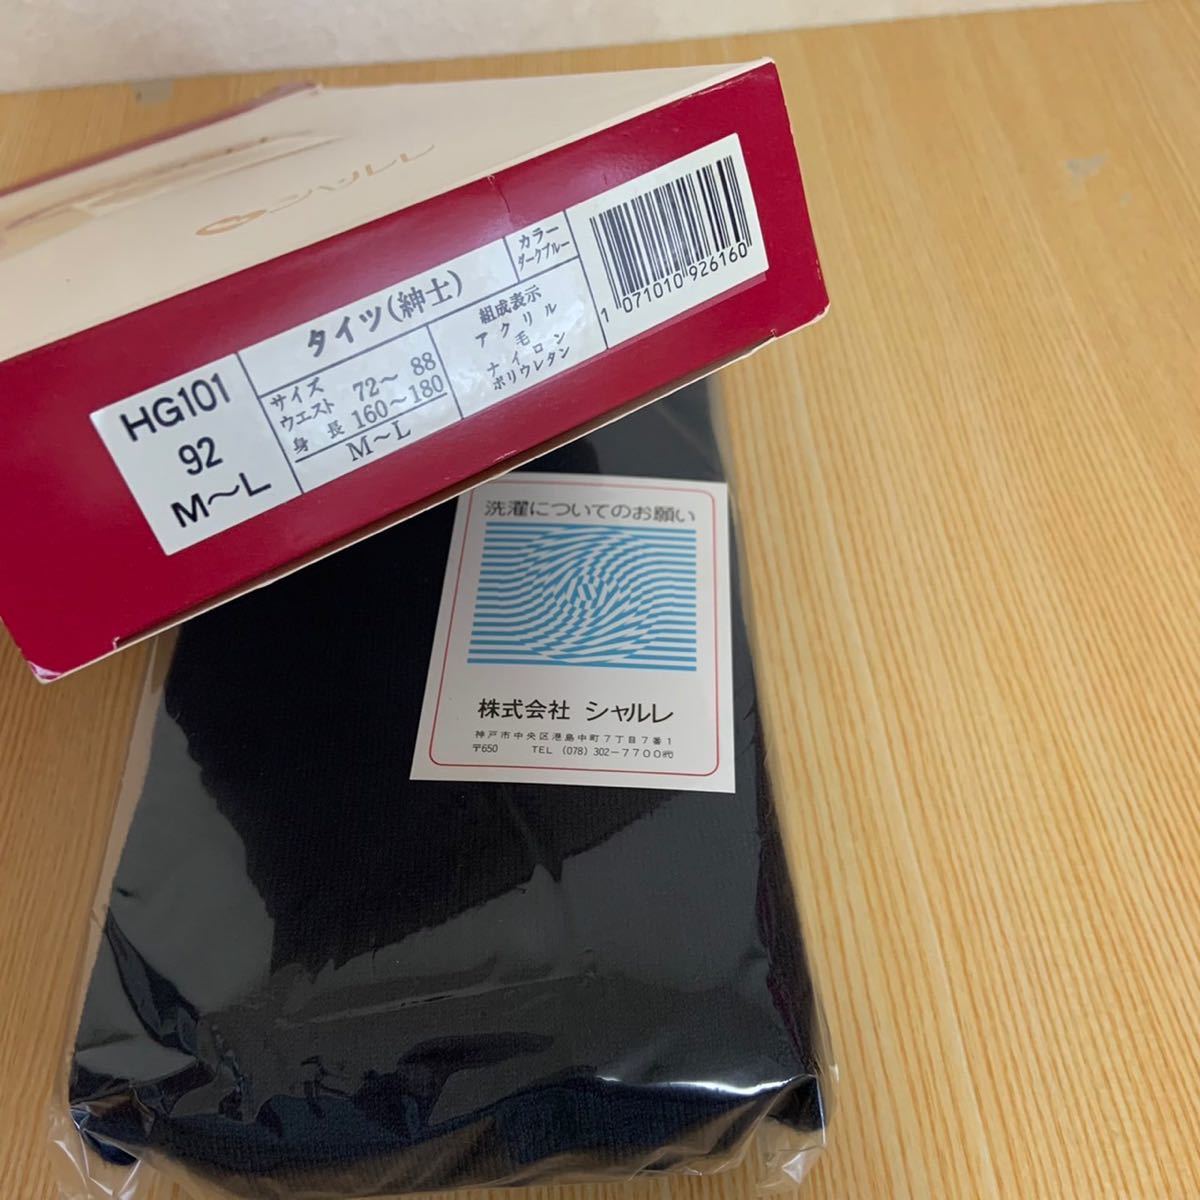 シャルレ
HG101
92
M～L
タイツ(紳士)
サイズ
ウエスト 72～ 88
身 長 160～180
M～L
カラー
ダークブルー
組成表示
アクリル
毛
ナイロン
ポリウレタン
1 071010 926160
洗濯についてのお願い
株式会社 シャルレ
神戸市中央区港島中町7丁目7番1
〒650 TEL (078) 302-7700㈹